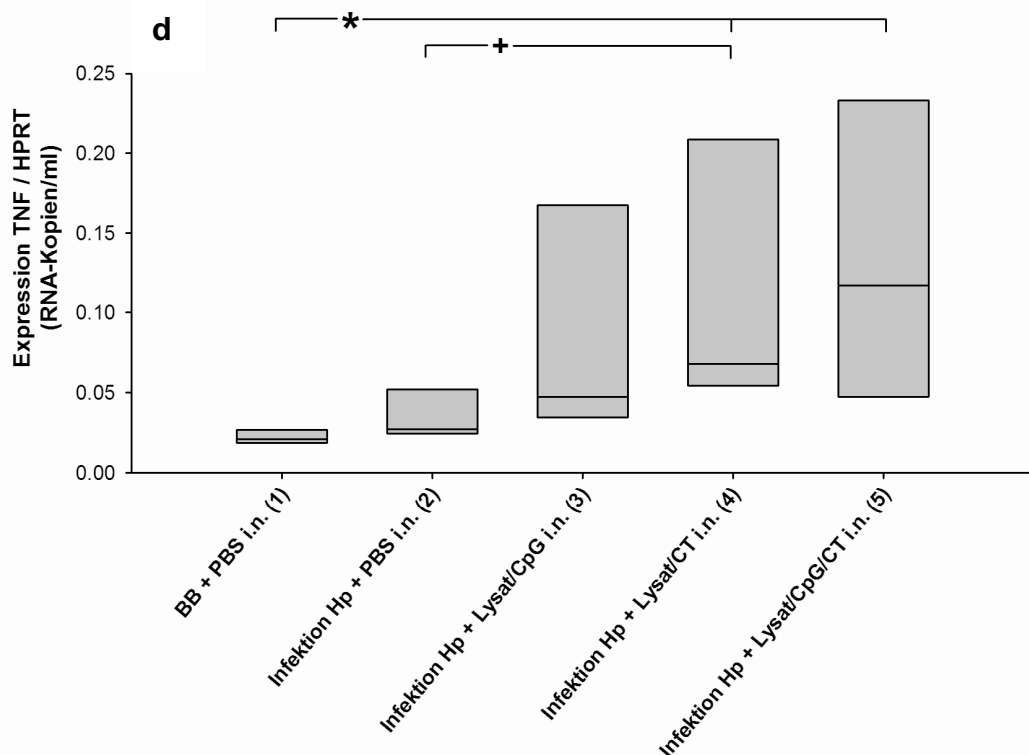 d
*
+
Expression TNF / HPRT
(RNA-Kopien/ml)
0.25
0.20
0.15
0.10
0.05
0.00
BB + PBS i.n. (1)
Infektion Hp + PBS i.n. (2)
Infektion Hp + Lysat/CpG i.n. (3)
Infektion Hp + Lysat/CT i.n. (4)
Infektion Hp + Lysat/CpG/CT i.n. (5)